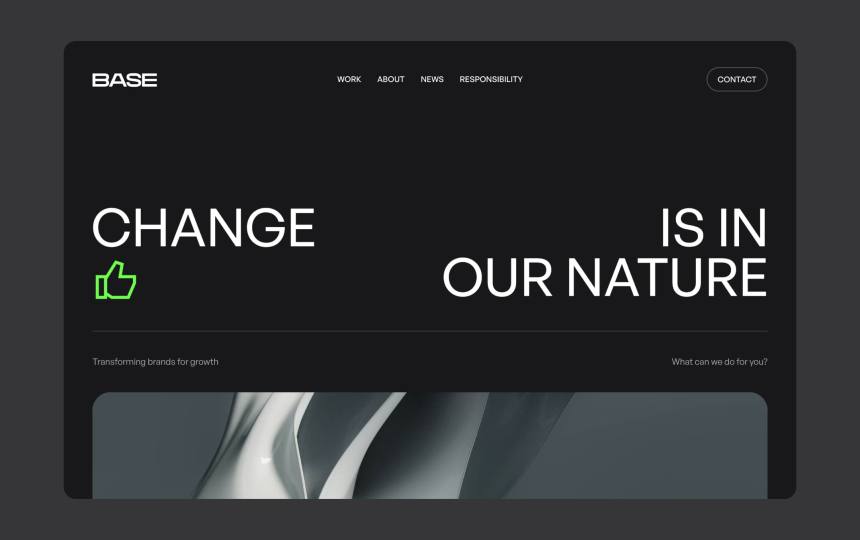 BASE
WORK ABOUT NEWS RESPONSIBILITY
CONTACT
CHANGE IS IN
OUR NATURE
Transforming brands for growth
What can we do for you?